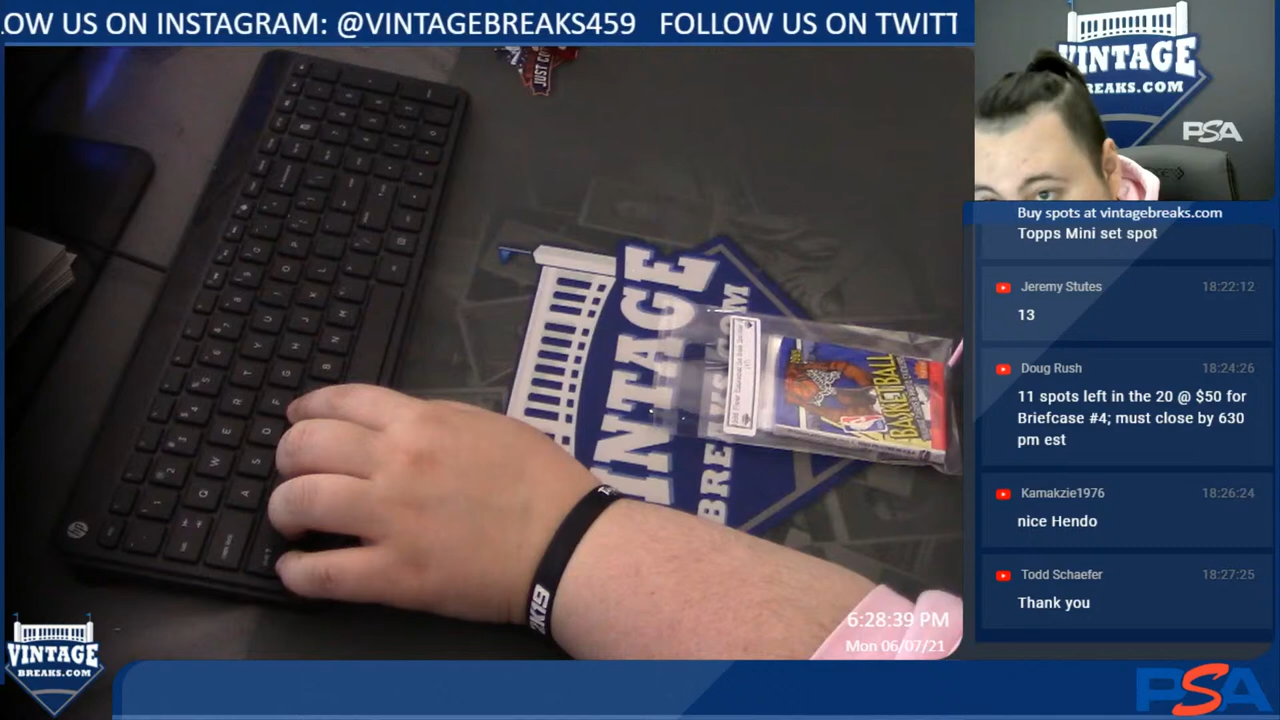 OW US ON INSTAGRAM: @VINTAGEBREAKS459 FOLLOW US ON TWITT
JUST
VINTAGE
BREAKS.COM
PSA
Buy spots at vintagebreaks.com
Topps Mini set spot
Jeremy Stutes 18:22:12
13
Doug Rush 18:24:26
11 spots left in the 20 @ $50 for
Briefcase #4; must close by 630
pm est
Kamakzie1976 18:26:24
nice Hendo
Todd Schaefer 18:27:25
Thank you
VINTAGE
BREAKS.COM
BASKETBALL
hp
2K19
6:28:39 PM
Mon 06/07/21
VINTAGE
BREAKS.COM
PSA